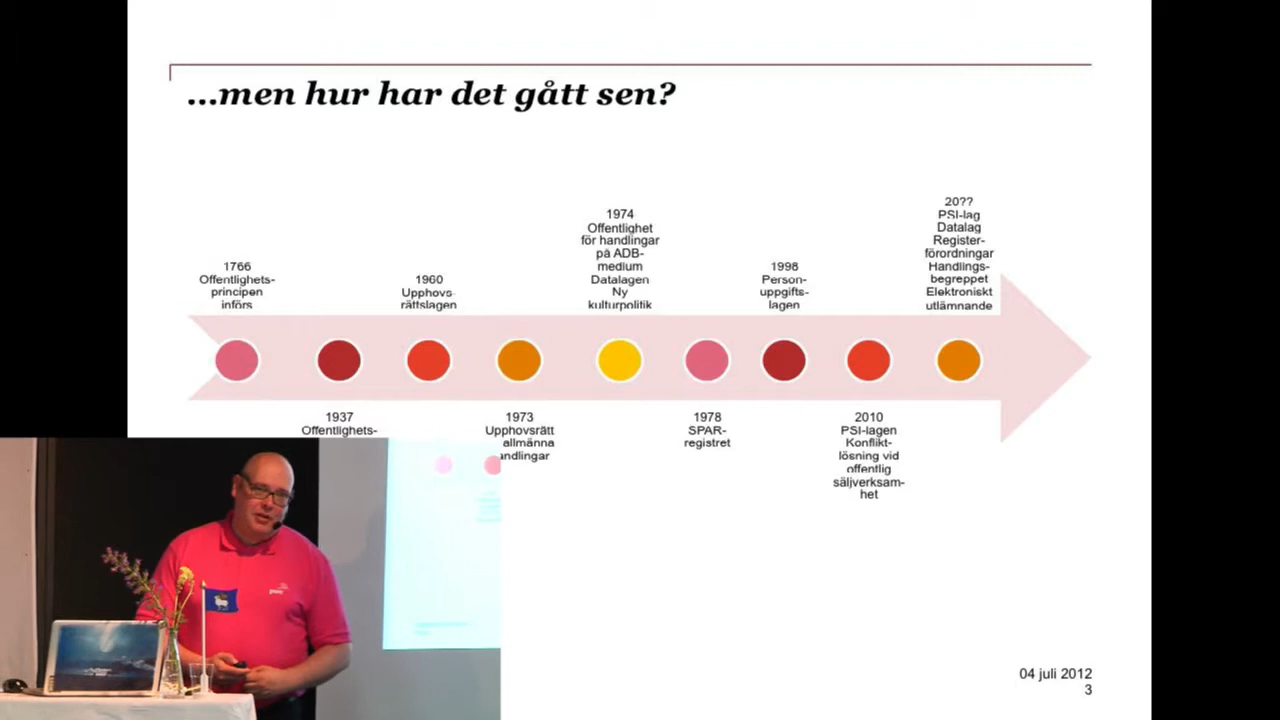 ...men hur har det gått sen?
1766
Offentlighets-
principen
införs
1960
Upphovs-
rättslagen
1974
Offentlighet
för handlingar
på ADB-
medium
Datalagen
Ny
kulturpolitik
1998
Person-
uppgifts-
lagen
20??
PSI-lag
Datalag
Register-
förordningar
Handlings-
begreppet
Elektroniskt
utlämnande
1937
Offentlighets-
1973
Upphovsrätt
allmänna
andlingar
1978
SPAR-
registret
2010
PSI-lagen
Konflikt-
lösning vid
offentlig
säljverksam-
het
pwc
04 juli 2012
3